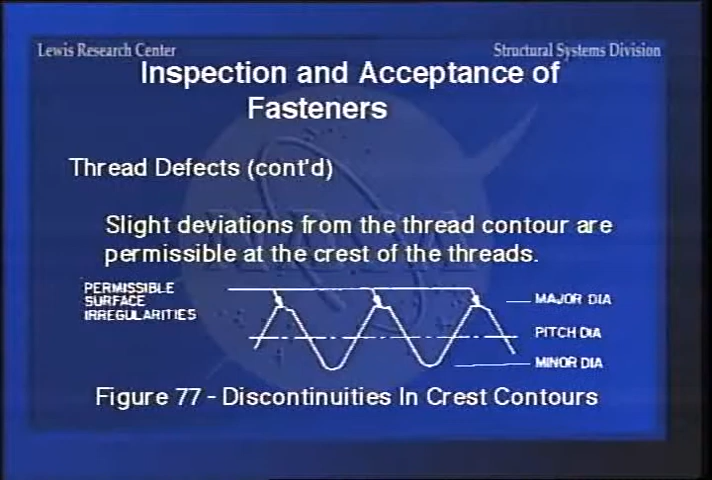 Lewis Research Center
Structural Systems Division
Inspection and Acceptance of
Fasteners
Thread Defects (cont'd)
Slight deviations from the thread contour are
permissible at the crest of the threads.
PERMISSIBLE
SURFACE
IRREGULARITIES
MAJOR DIA
PITCH DIA
MINOR DIA
Figure 77 - Discontinuities In Crest Contours